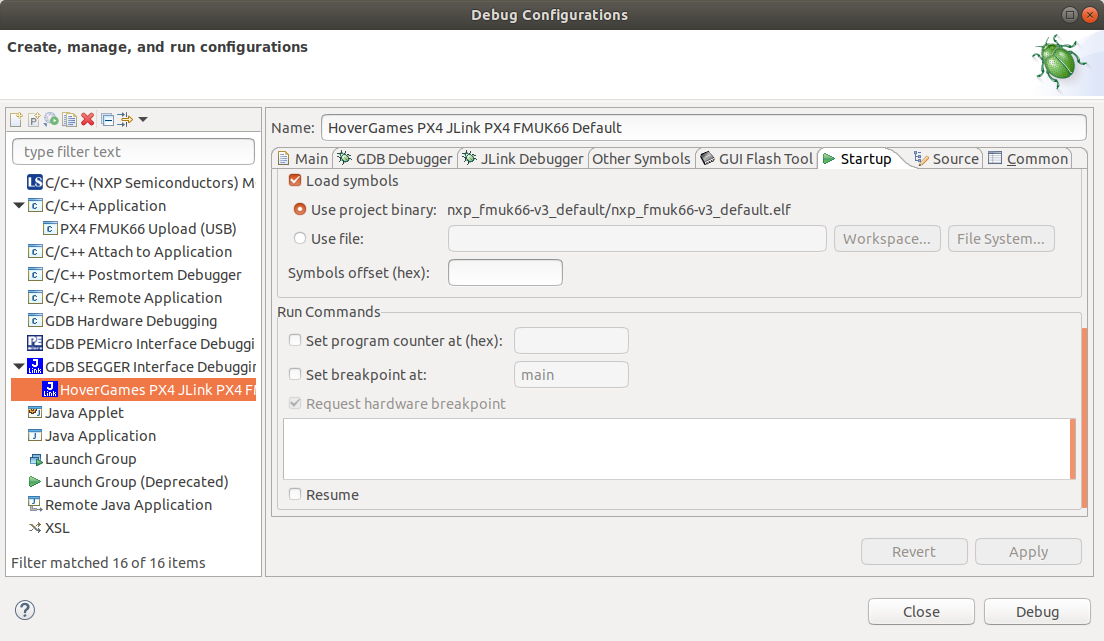 Debug Configurations
Create, manage, and run configurations
type filter text
C/C++ (NXP Semiconductors) M
C/C++ Application
PX4 FMUK66 Upload (USB)
C/C++ Attach to Application
C/C++ Postmortem Debugger
C/C++ Remote Application
GDB Hardware Debugging
GDB PEMicro Interface Debuggi
GDB SEGGER Interface Debuggin
HoverGames PX4 JLink PX4 F
Java Applet
Java Application
Launch Group
Launch Group (Deprecated)
Remote Java Application
XSL
Filter matched 16 of 16 items
Name: HoverGames PX4 JLink PX4 FMUK66 Default
Main GDB Debugger JLink Debugger Other Symbols GUI Flash Tool Startup Source Common
Load symbols
Use project binary: nxp_fmuk66-v3_default/nxp_fmuk66-v3_default.elf
Use file: Workspace... File System...
Symbols offset (hex):
Run Commands
Set program counter at (hex):
Set breakpoint at: main
Request hardware breakpoint
Resume
Revert Apply
? Close Debug